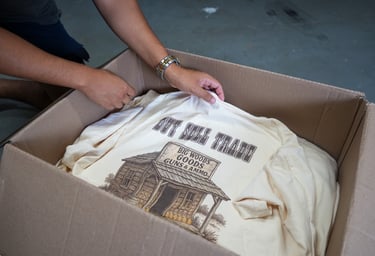 BUY SELL TRADE
BIG WOODS
GOODS
GUNS & AMMO